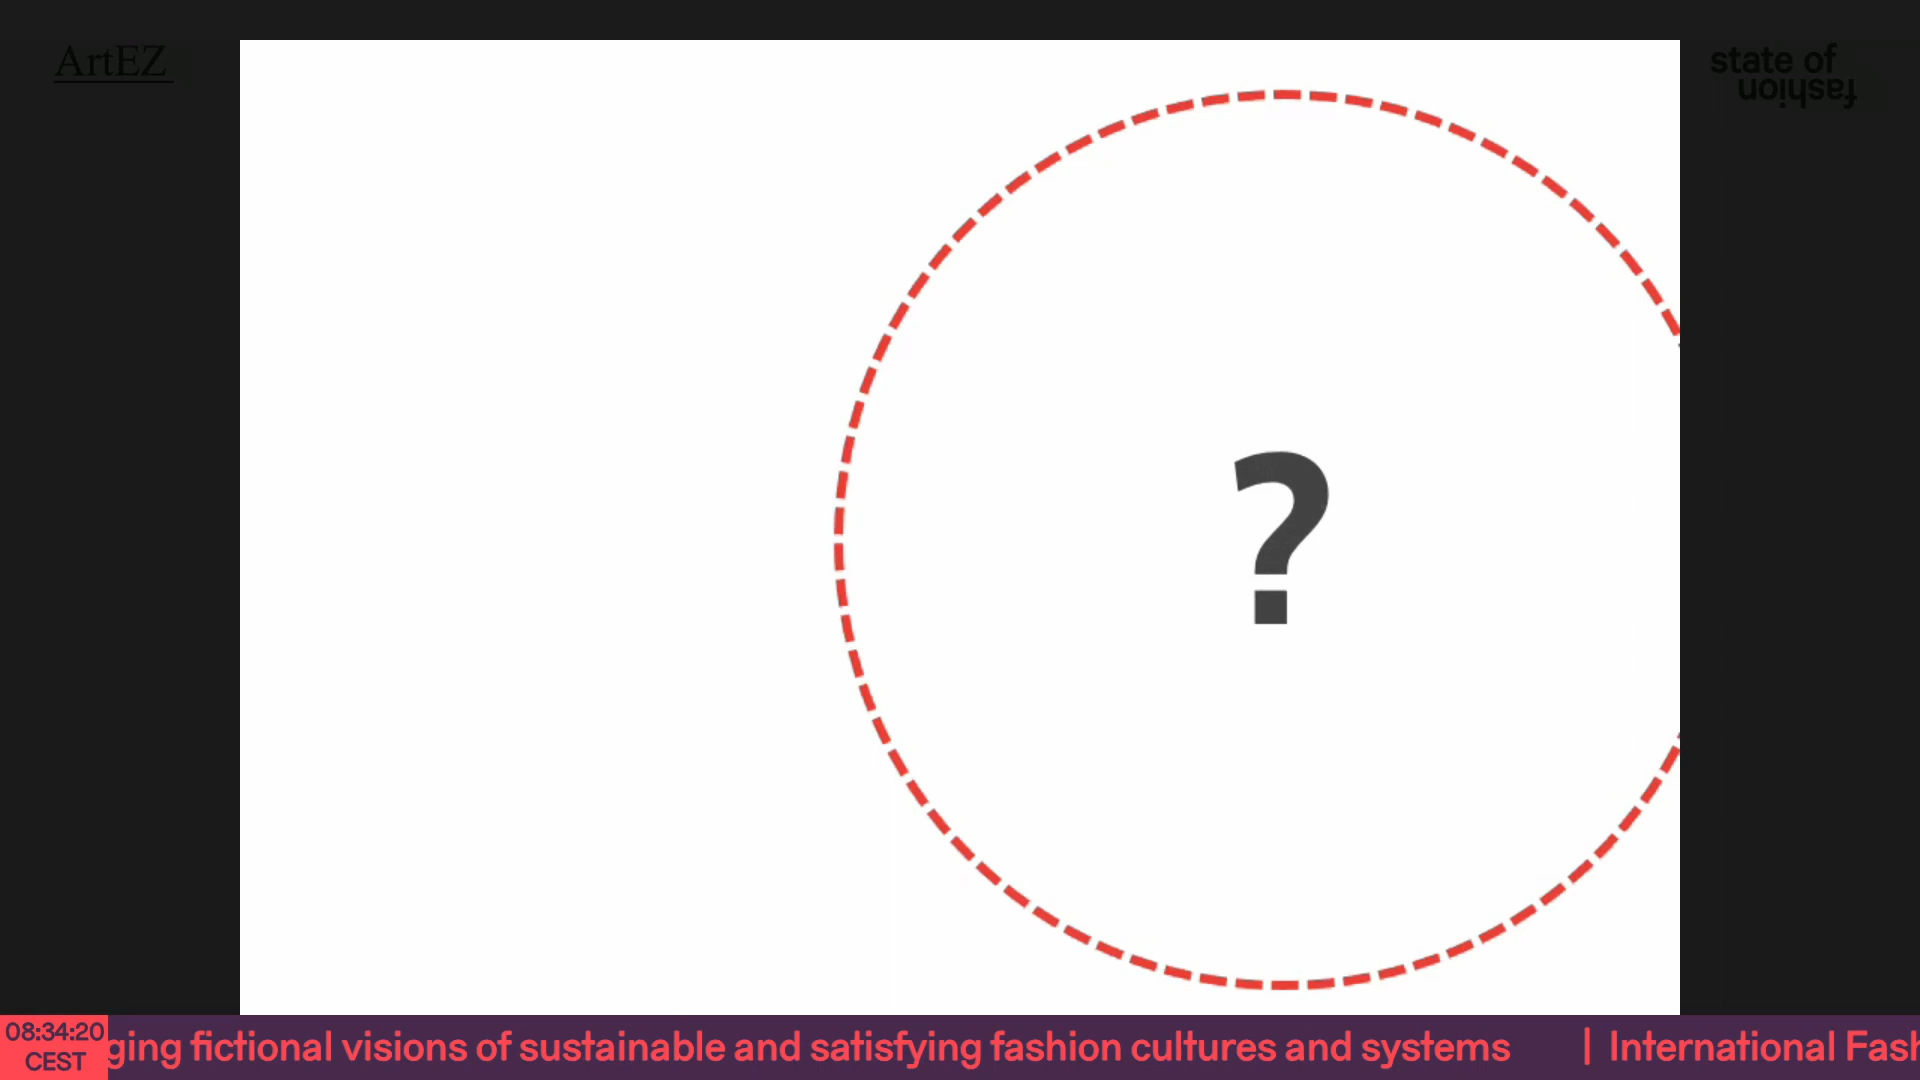 ArtEZ
state of
fashion
?
08:34:20
CEST
ging fictional visions of sustainable and satisfying fashion cultures and systems | International Fash